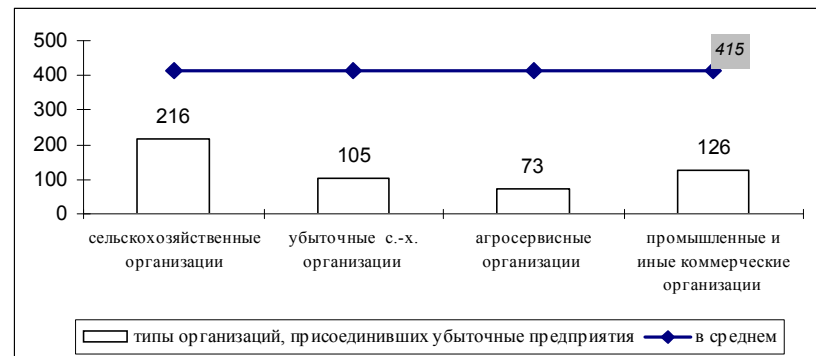 500
400
300
200
100
0
415
216
105
73
126
сельскохозяйственные
организации
убыточные с.-х.
организации
агросервисные
организации
промышленные и
иные коммерческие
организации
типы организаций, присоединивших убыточные предприятия
в среднем